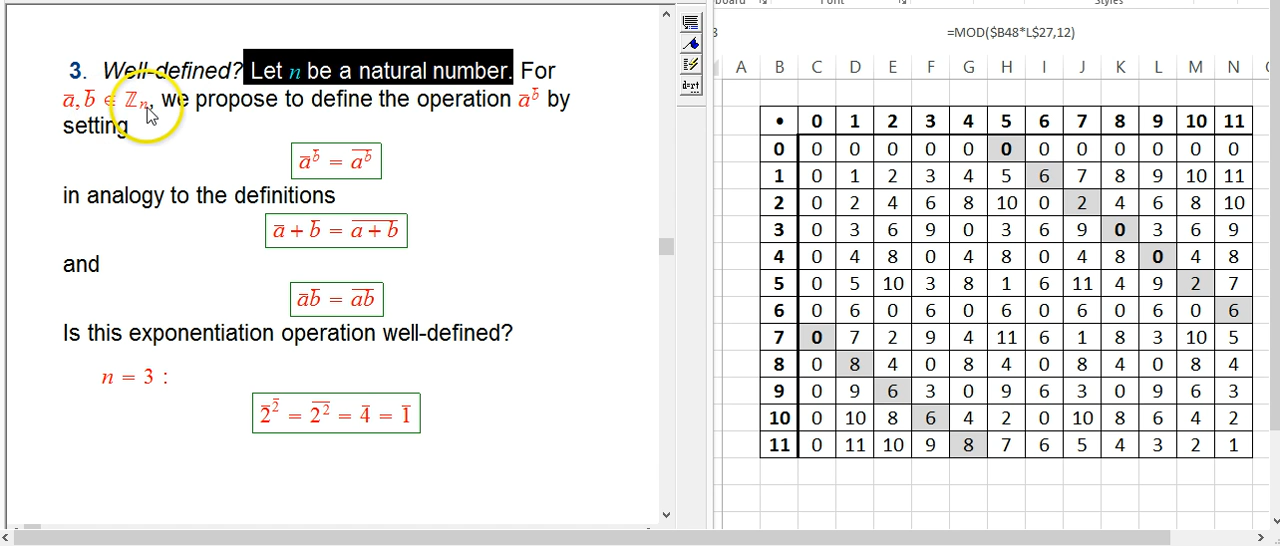 board Font Styles
3 =MOD($B48*L$27,12)
3. Well-defined? Let n be a natural number. For
a̅, b̅ ∈ ℤₙ, we propose to define the operation a̅^b̅ by
setting
a̅^b̅ = \overline{a^b}
in analogy to the definitions
a̅ + b̅ = \overline{a + b}
and
a̅b̅ = \overline{ab}
Is this exponentiation operation well-defined?
n = 3 :
2̅^2̅ = \overline{2^2} = 4̅ = 1̅
d=rt
A B C D E F G H I J K L M N
• 0 1 2 3 4 5 6 7 8 9 10 11
0 0 0 0 0 0 0 0 0 0 0 0 0
1 0 1 2 3 4 5 6 7 8 9 10 11
2 0 2 4 6 8 10 0 2 4 6 8 10
3 0 3 6 9 0 3 6 9 0 3 6 9
4 0 4 8 0 4 8 0 4 8 0 4 8
5 0 5 10 3 8 1 6 11 4 9 2 7
6 0 6 0 6 0 6 0 6 0 6 0 6
7 0 7 2 9 4 11 6 1 8 3 10 5
8 0 8 4 0 8 4 0 8 4 0 8 4
9 0 9 6 3 0 9 6 3 0 9 6 3
10 0 10 8 6 4 2 0 10 8 6 4 2
11 0 11 10 9 8 7 6 5 4 3 2 1